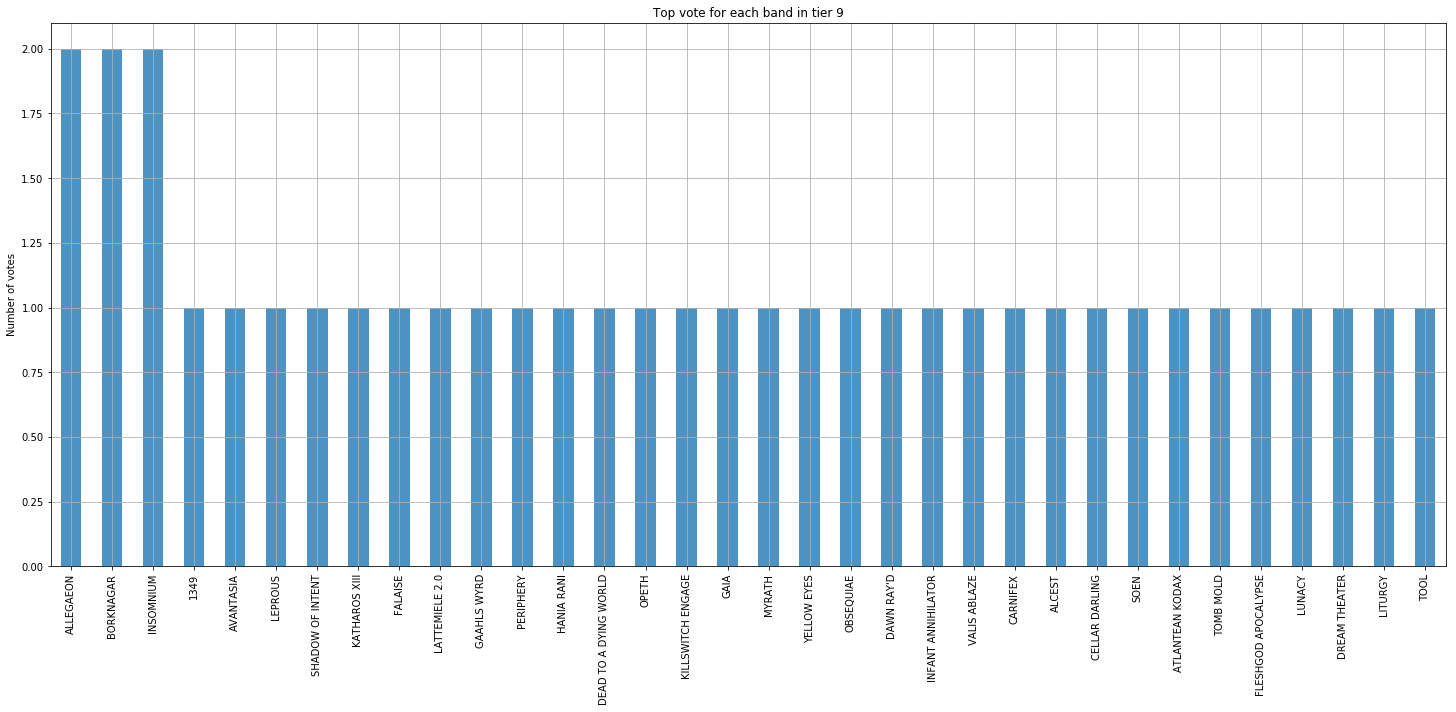 Top vote for each band in tier 9
Number of votes
2.00
1.75
1.50
1.25
1.00
0.75
0.50
0.25
0.00
ALLEGAEON
BORKNAGAR
INSOMNIUM
1349
AVANTASIA
LEPROUS
SHADOW OF INTENT
KATHAROS XIII
FALAISE
LATTEMIELE 2.0
GAAHLS WYRD
PERIPHERY
HANIA RANI
DEAD TO A DYING WORLD
OPETH
KILLSWITCH ENGAGE
GAIA
MYRATH
YELLOW EYES
OBSEQUIAE
DAWN RAY'D
INFANT ANNIHILATOR
VALIS ABLAZE
CARNIFEX
ALCEST
CELLAR DARLING
SOEN
ATLANTEAN KODAX
TOMB MOLD
FLESHGOD APOCALYPSE
LUNACY
DREAM THEATER
LITURGY
TOOL